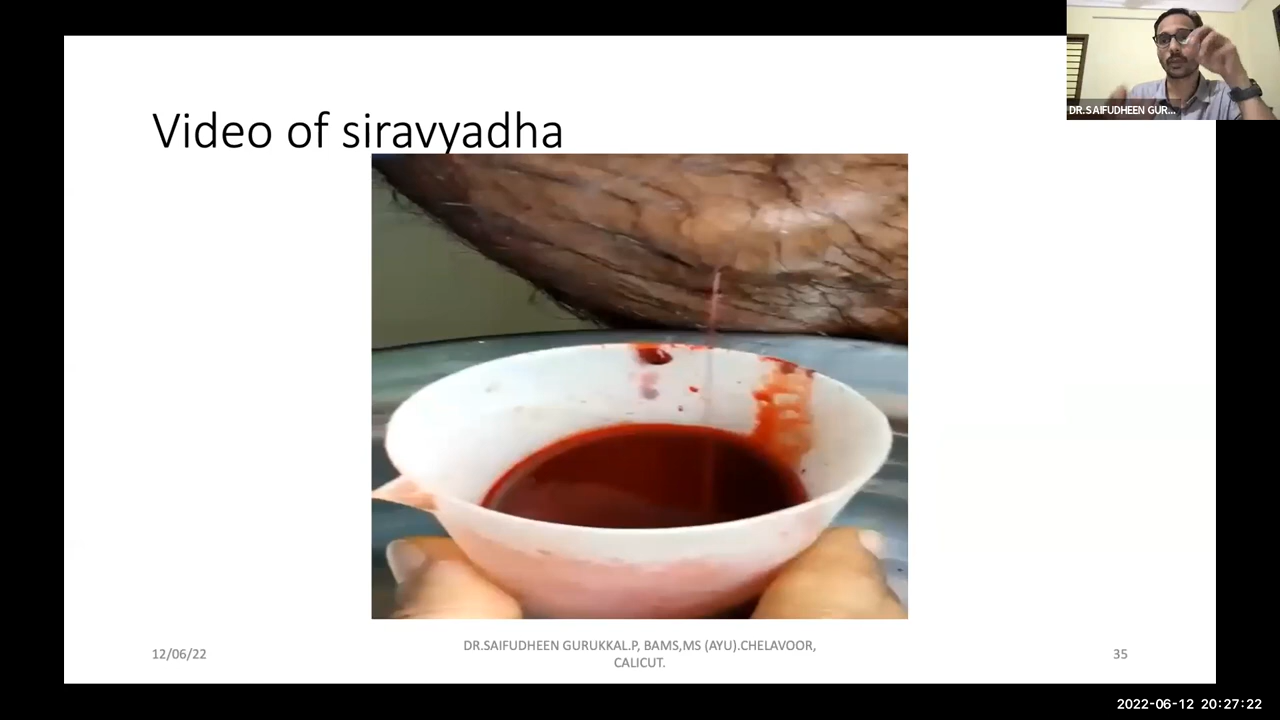 DR.SAIFUDHEEN GUR...
Video of siravyadha
12/06/22
DR.SAIFUDHEEN GURUKKAL.P, BAMS,MS (AYU).CHELAVOOR,
CALICUT.
35
2022-06-12 20:27:22